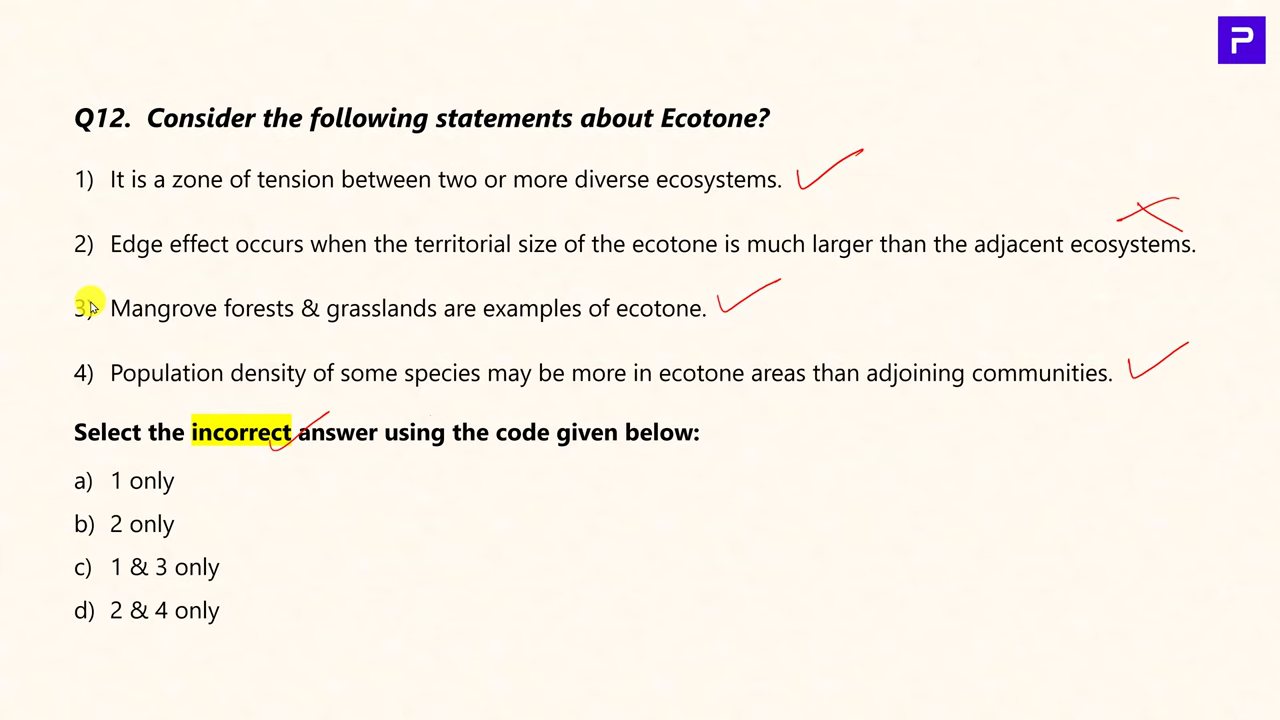 P
Q12. Consider the following statements about Ecotone?
1) It is a zone of tension between two or more diverse ecosystems.
2) Edge effect occurs when the territorial size of the ecotone is much larger than the adjacent ecosystems.
3) Mangrove forests & grasslands are examples of ecotone.
4) Population density of some species may be more in ecotone areas than adjoining communities.
Select the incorrect answer using the code given below:
a) 1 only
b) 2 only
c) 1 & 3 only
d) 2 & 4 only